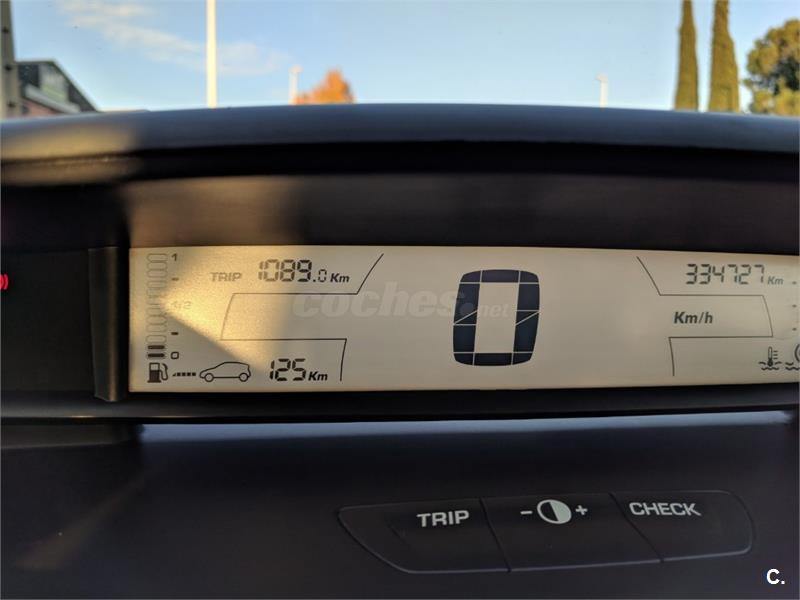 1
TRIP 1089.0 Km
334727 Km
1/2
coches.net
0
Km/h
0
125 Km
TRIP
- +
CHECK
C.